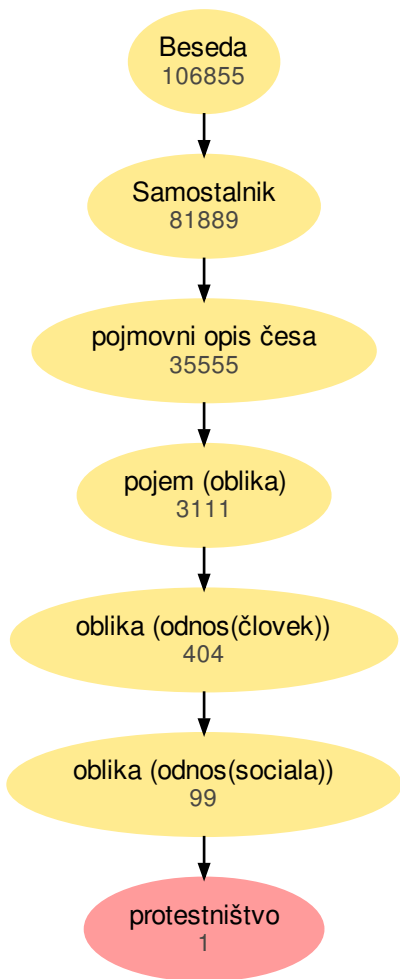 Beseda
106855
Samostalnik
81889
pojmovni opis česa
35555
pojem (oblika)
3111
oblika (odnos(človek))
404
oblika (odnos(sociala))
99
protestništvo
1